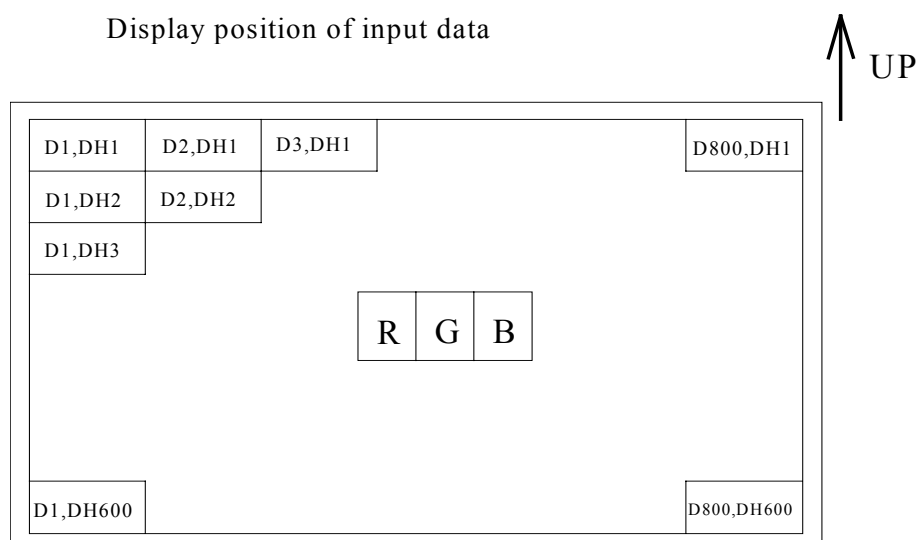 Display position of input data
UP
D1,DH1 D2,DH1 D3,DH1 D800,DH1
D1,DH2 D2,DH2
D1,DH3
R G B
D1,DH600 D800,DH600